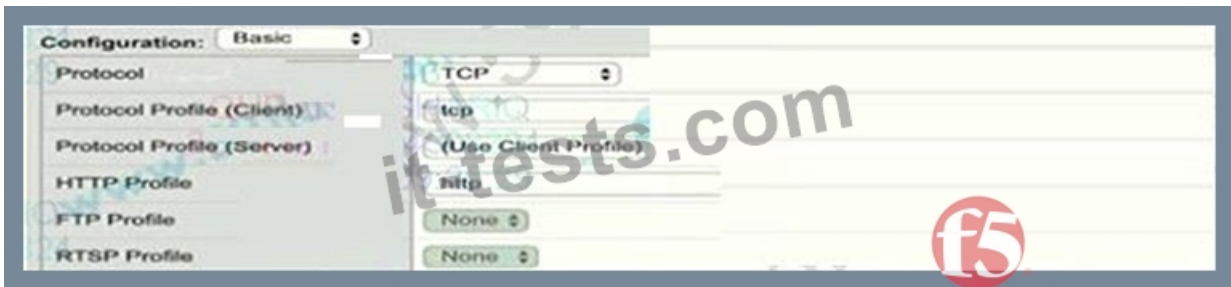 Configuration: Basic
Protocol TCP
Protocol Profile (Client) tcp
Protocol Profile (Server) (Use Client Profile)
HTTP Profile http
FTP Profile None
RTSP Profile None
it-tests.com
f5